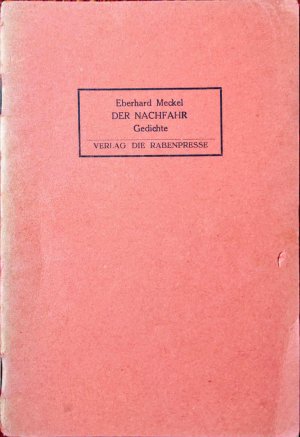 Eberhard Meckel
DER NACHFAHR
Gedichte
VERLAG DIE RABENPRESSE